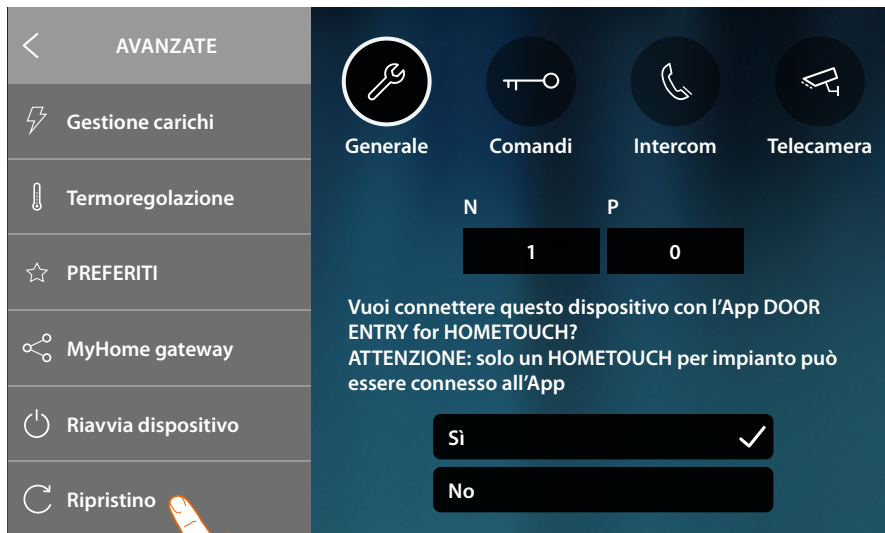 AVANZATE
Gestione carichi
Termoregolazione
PREFERITI
MyHome gateway
Riavvia dispositivo
Ripristino
Generale
Comandi
Intercom
Telecamera
N P
1 0
Vuoi connettere questo dispositivo con l'App DOOR
ENTRY for HOMETOUCH?
ATTENZIONE: solo un HOMETOUCH per impianto può
essere connesso all'App
Sì
No